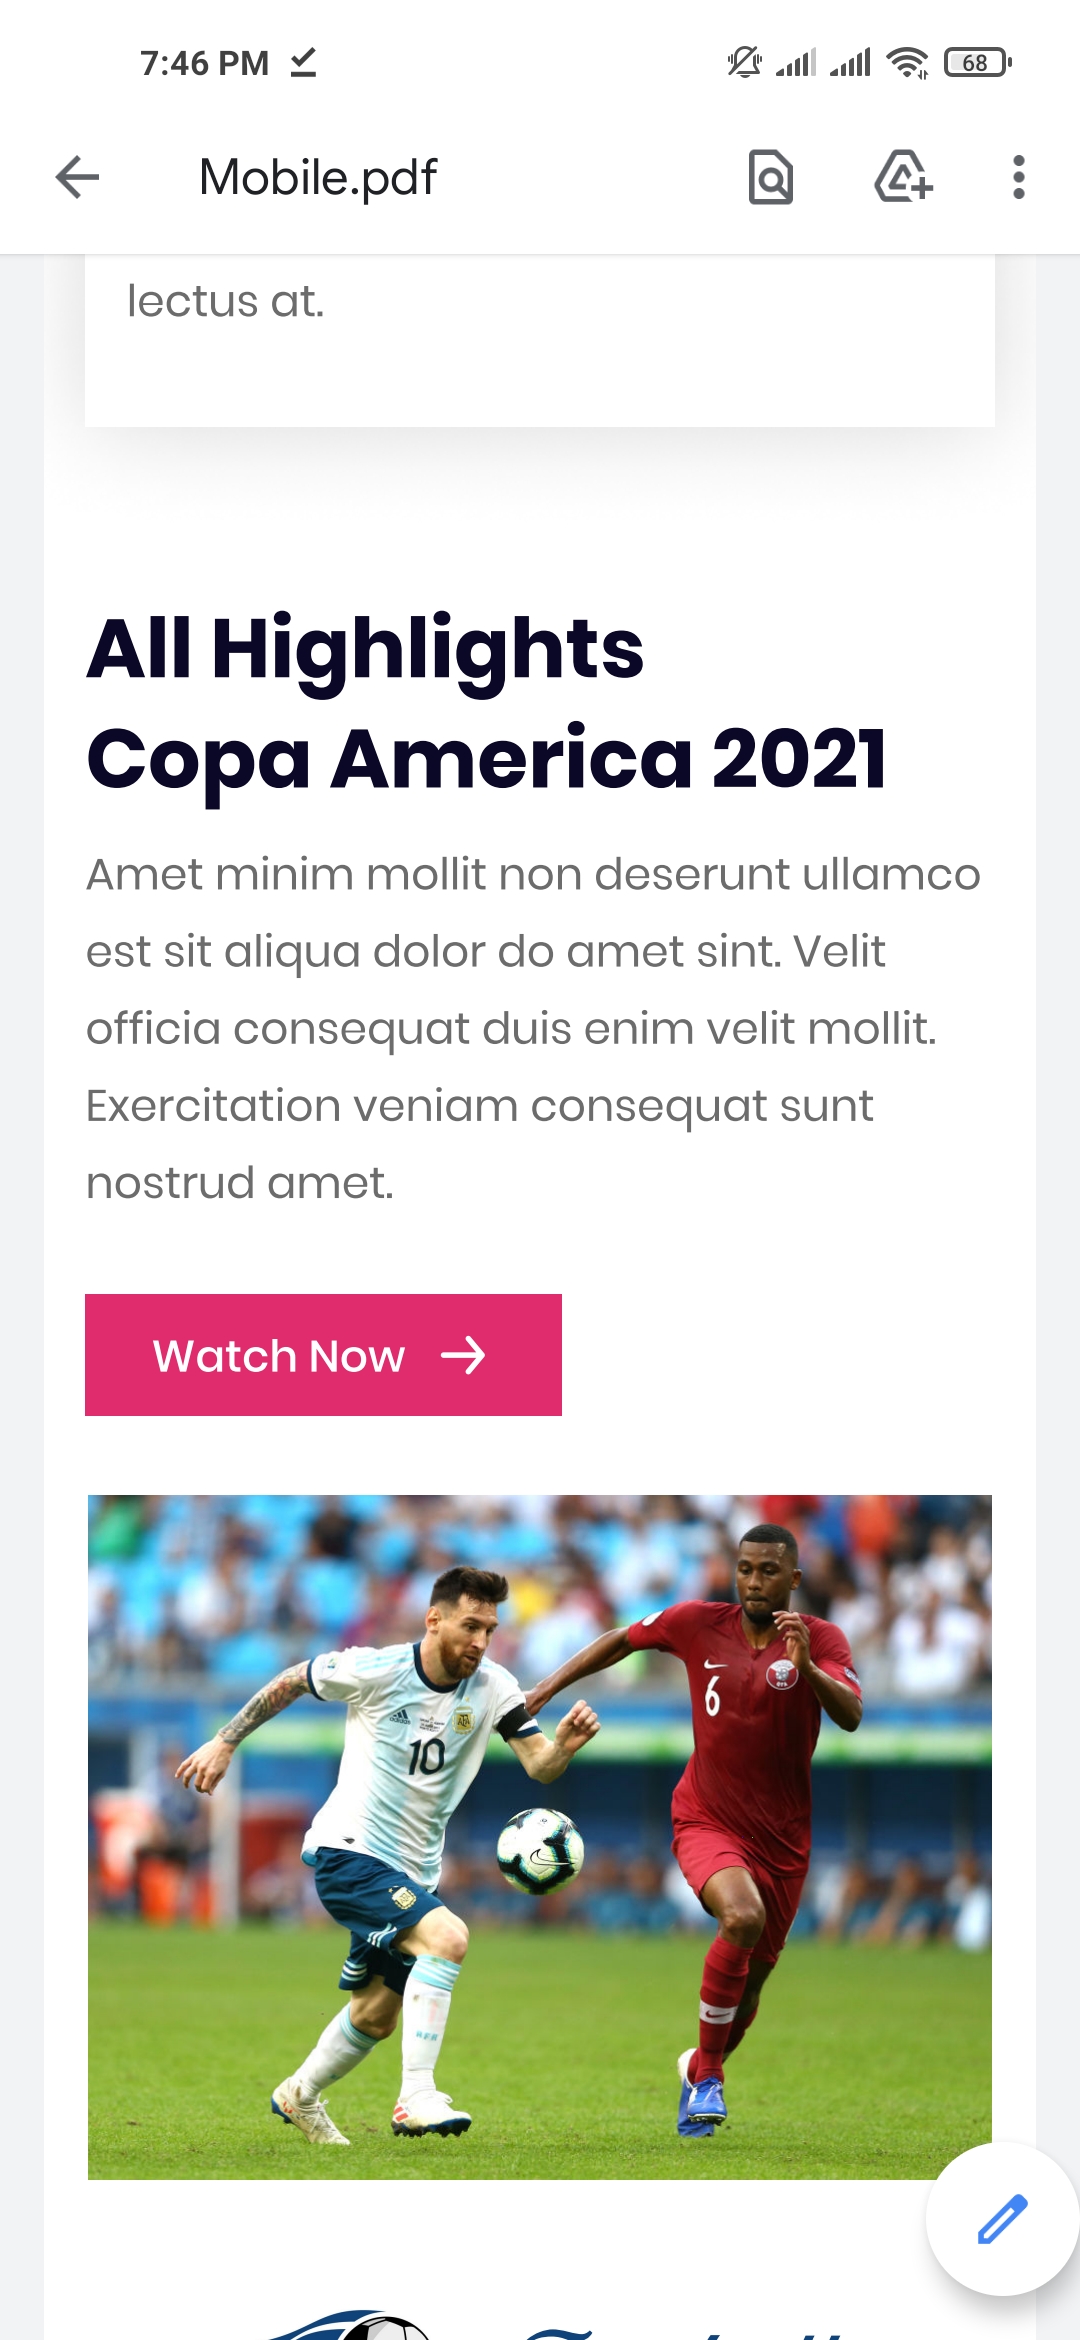 7:46 PM
68
Mobile.pdf
lectus at.
All Highlights
Copa America 2021
Amet minim mollit non deserunt ullamco
est sit aliqua dolor do amet sint. Velit
officia consequat duis enim velit mollit.
Exercitation veniam consequat sunt
nostrud amet.
Watch Now
6
adidas
AFA
10